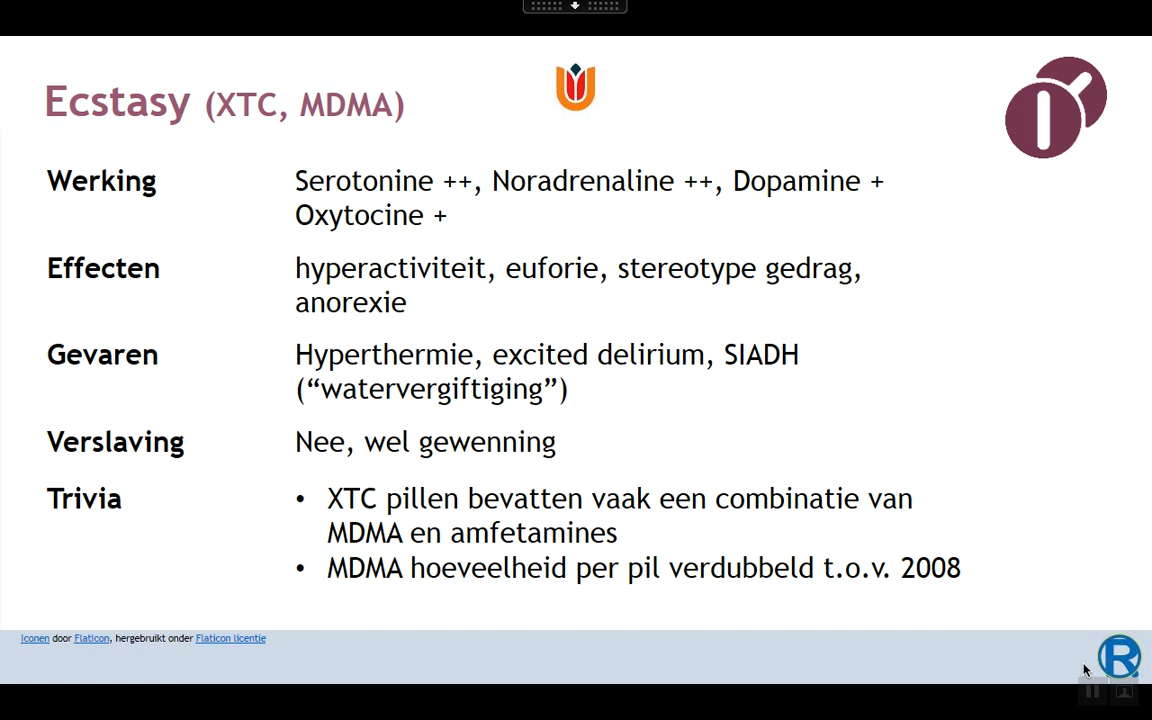 Ecstasy (XTC, MDMA)
Werking
Serotonine ++, Noradrenaline ++, Dopamine +
Oxytocine +
Effecten
hyperactiviteit, euforie, stereotype gedrag,
anorexie
Gevaren
Hyperthermie, excited delirium, SIADH
(“watervergiftiging”)
Verslaving
Nee, wel gewenning
Trivia
• XTC pillen bevatten vaak een combinatie van
MDMA en amfetamines
• MDMA hoeveelheid per pil verdubbeld t.o.v. 2008
Iconen door Flaticon, hergebruikt onder Flaticon licentie
R